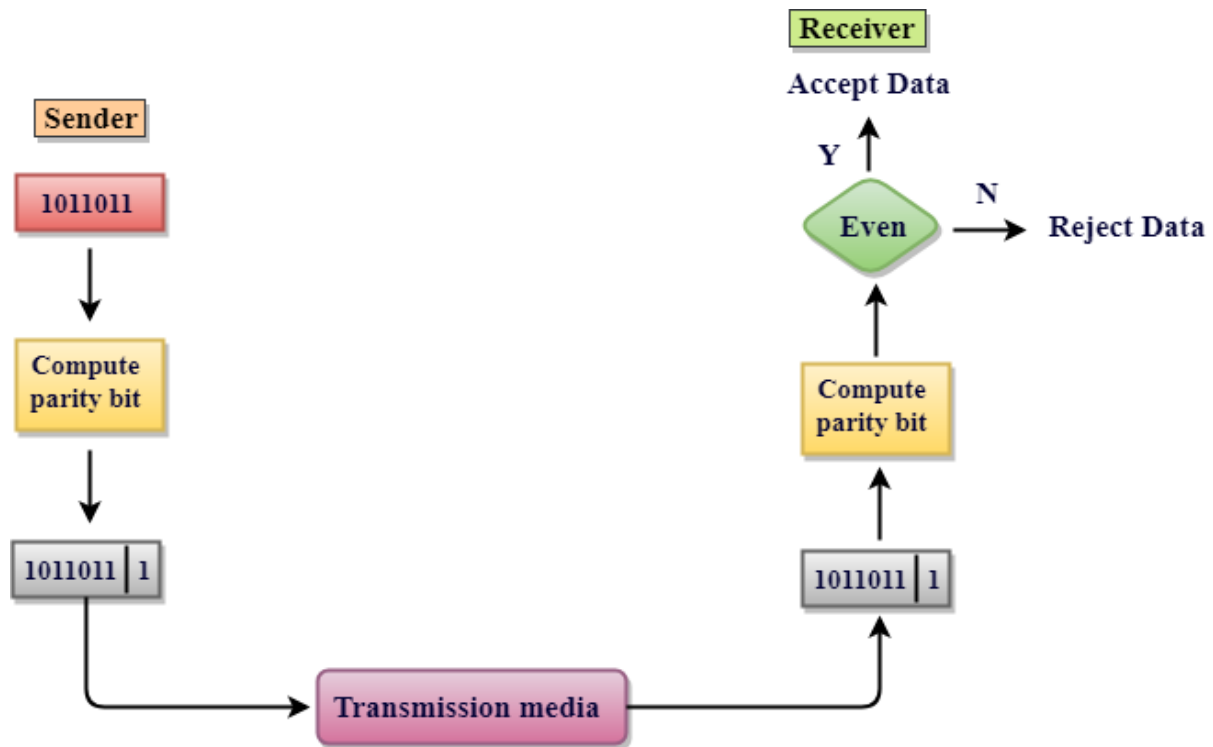 Sender
1011011
Compute
parity bit
1011011 | 1
Transmission media
Receiver
Accept Data
Y
N
Even
Reject Data
Compute
parity bit
1011011 | 1